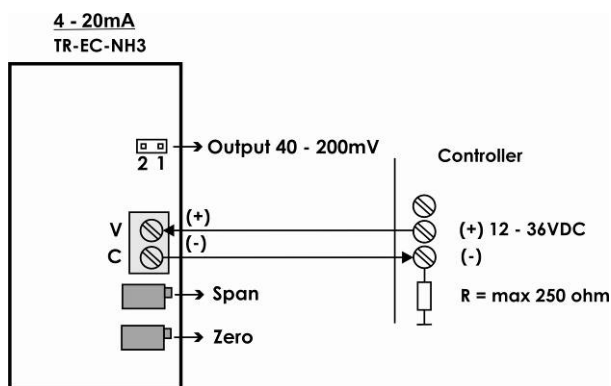 4 - 20mA
TR-EC-NH3
Output 40 - 200mV
2 1
Controller
V
(+)
(+) 12 - 36VDC
C
(-)
(-)
Span
R = max 250 ohm
Zero